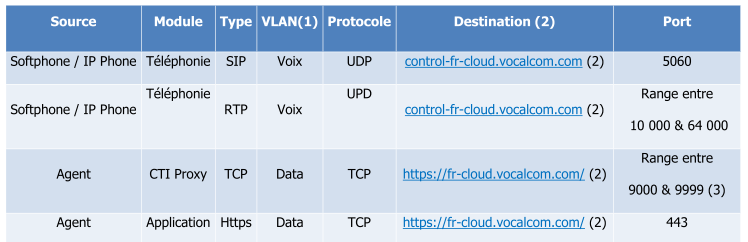 Source Module Type VLAN(1) Protocole Destination (2) Port
Softphone / IP Phone Téléphonie SIP Voix UDP control-fr-cloud.vocalcom.com (2) 5060
Softphone / IP Phone Téléphonie RTP Voix UPD control-fr-cloud.vocalcom.com (2) Range entre
10 000 & 64 000
Agent CTI Proxy TCP Data TCP https://fr-cloud.vocalcom.com/ (2) Range entre
9000 & 9999 (3)
Agent Application Https Data TCP https://fr-cloud.vocalcom.com/ (2) 443